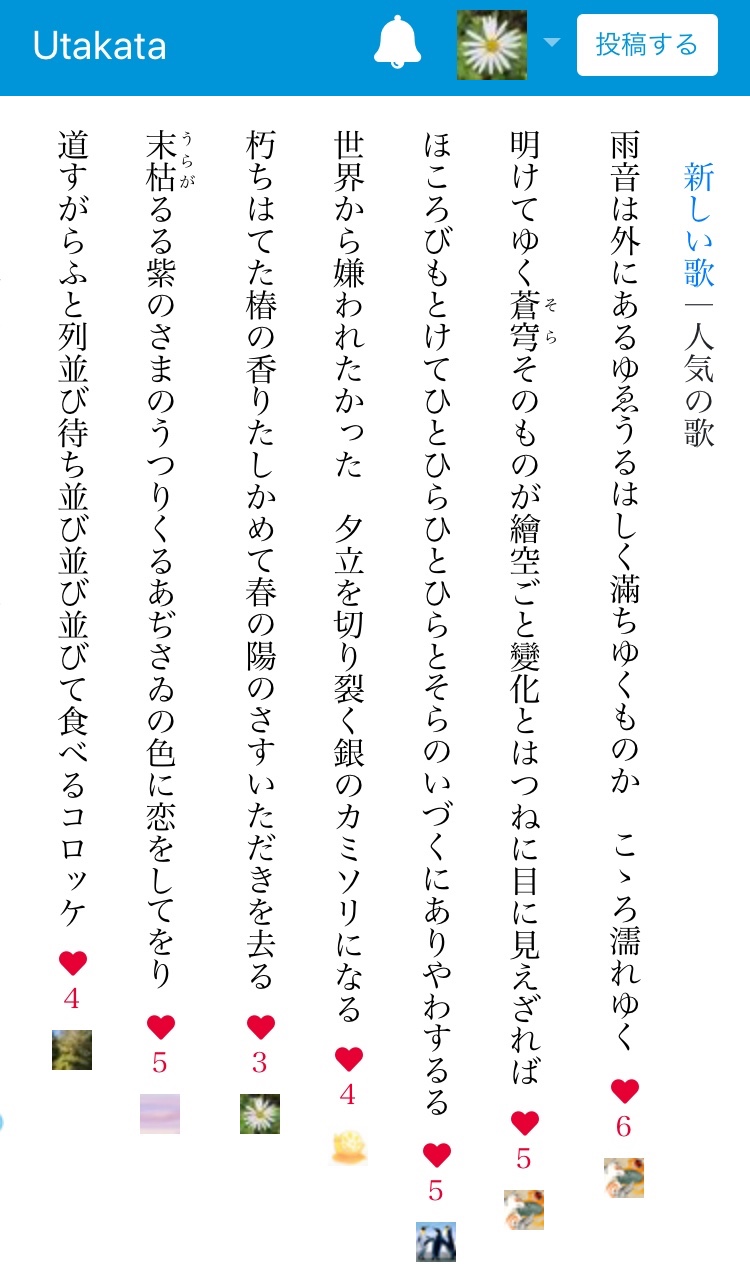 Utakata
投稿する
新しい歌｜人気の歌
雨音は外にあるゆゑうるはしく滿ちゆくものか　こゝろ濡れゆく
6
明けてゆく蒼穹そのものが繪空ごと變化とはつねに目に見えざれば
そら
5
ほころびもとけてひとひらひとひらとそらのいづくにありやわするる
5
世界から嫌われたかった　夕立を切り裂く銀のカミソリになる
4
朽ちはてた椿の香りたしかめて春の陽のさすいただきを去る
3
末枯るる紫のさまのうつりくるあぢさゐの色に恋をしてをり
うらが
5
道すがらふと列並び待ち並び並び並びて食べるコロッケ
4